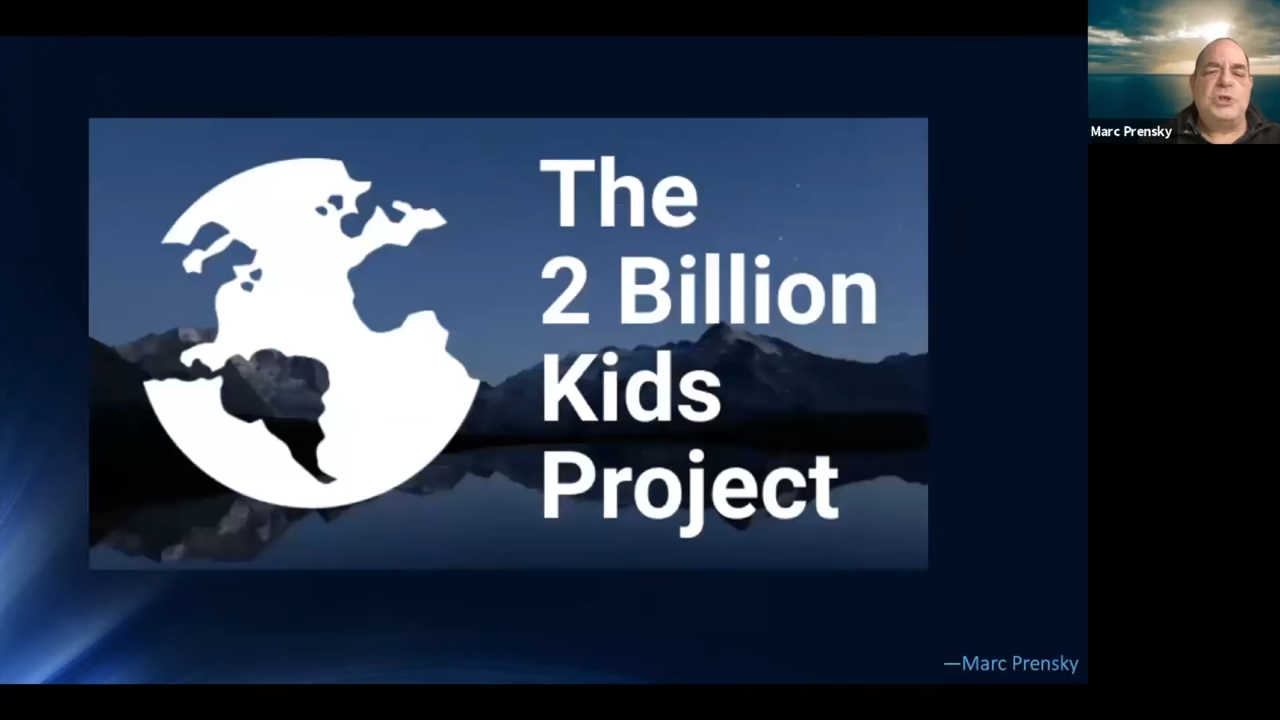 The
2 Billion
Kids
Project
—Marc Prensky
Marc Prensky